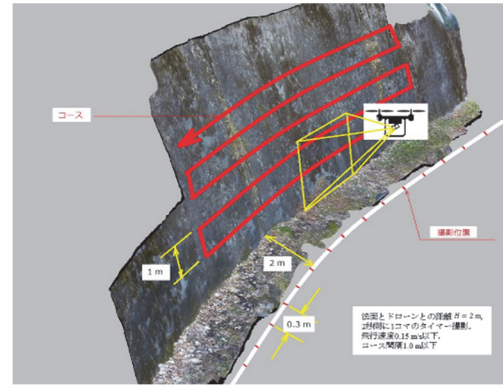 コース
撮影位置
1 m
2 m
0.3 m
法面とドローンとの距離 H = 2 m,
2秒毎に1コマのタイマー撮影,
飛行速度0.15 m/s以下,
コース間隔1.0 m以下